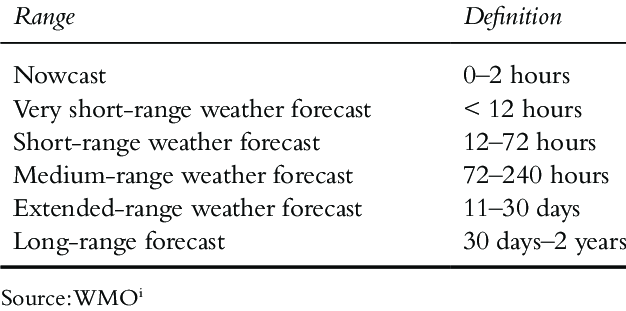 Range Definition
Nowcast 0–2 hours
Very short-range weather forecast < 12 hours
Short-range weather forecast 12–72 hours
Medium-range weather forecast 72–240 hours
Extended-range weather forecast 11–30 days
Long-range forecast 30 days–2 years
Source:WMOⁱ